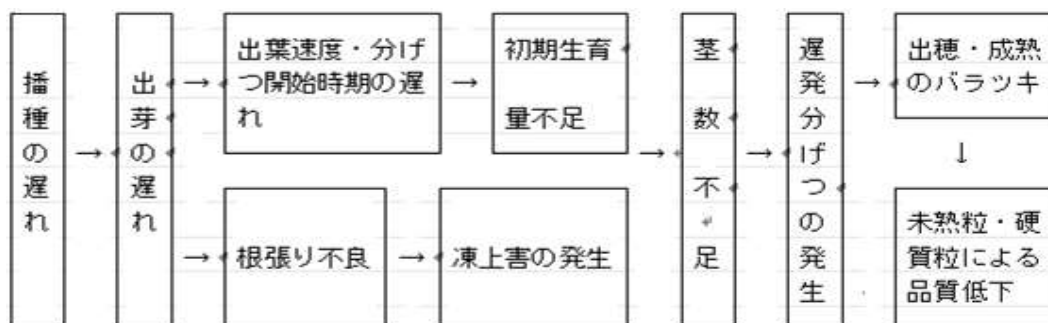 播種の遅れ
→
出芽の遅れ
→
出葉速度・分げ
つ開始時期の遅
れ
→
初期生育
量不足
→
根張り不良
→
凍上害の発生
→
茎数不足
→
遅発分げつの発生
→
出穂・成熟
のバラツキ
↓
未熟粒・硬
質粒による
品質低下